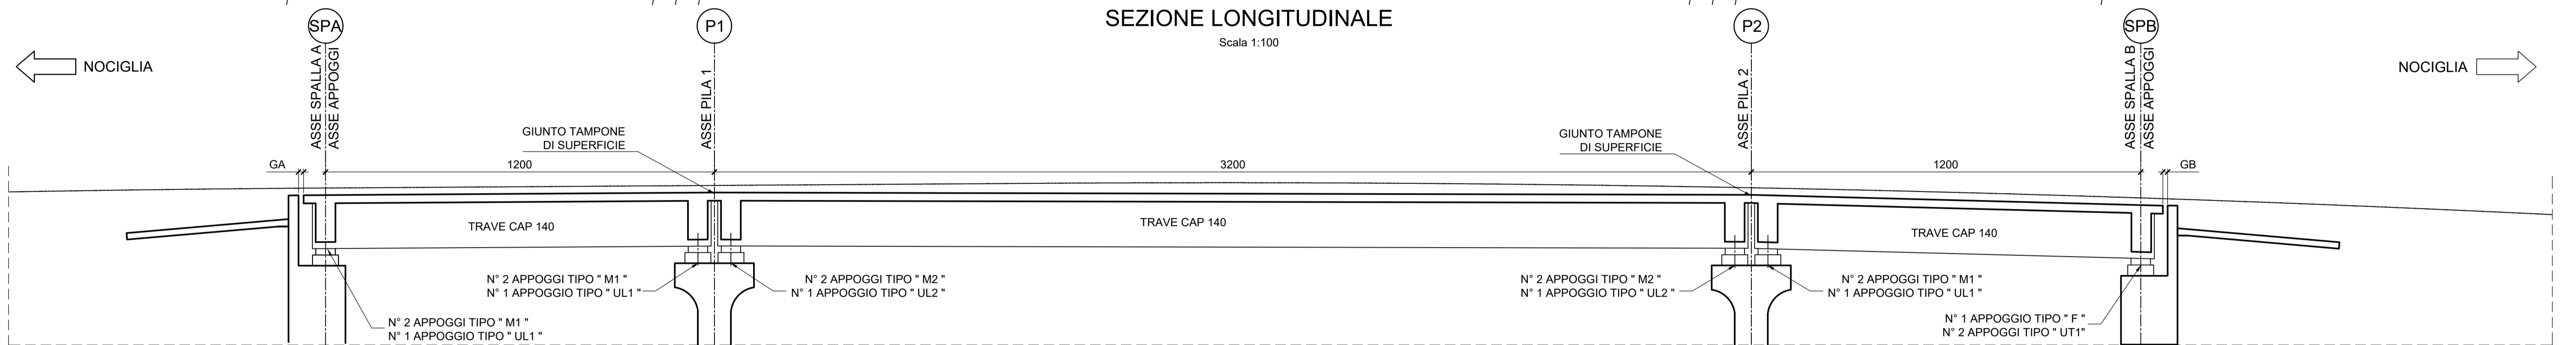 SEZIONE LONGITUDINALE
Scala 1:100
SPA
P1
P2
SPB
NOCIGLIA
NOCIGLIA
ASSE SPALLA A
ASSE APPOGGI
ASSE PILA 1
ASSE PILA 2
ASSE SPALLA B
ASSE APPOGGI
GIUNTO TAMPONE
DI SUPERFICIE
GIUNTO TAMPONE
DI SUPERFICIE
GA
1200
3200
1200
GB
TRAVE CAP 140
TRAVE CAP 140
TRAVE CAP 140
N° 2 APPOGGI TIPO " M1 "
N° 1 APPOGGIO TIPO " UL1 "
N° 2 APPOGGI TIPO " M2 "
N° 1 APPOGGIO TIPO " UL2 "
N° 2 APPOGGI TIPO " M2 "
N° 1 APPOGGIO TIPO " UL2 "
N° 2 APPOGGI TIPO " M1 "
N° 1 APPOGGIO TIPO " UL1 "
N° 2 APPOGGI TIPO " M1 "
N° 1 APPOGGIO TIPO " UL1 "
N° 1 APPOGGIO TIPO " F "
N° 2 APPOGGI TIPO " UT1"